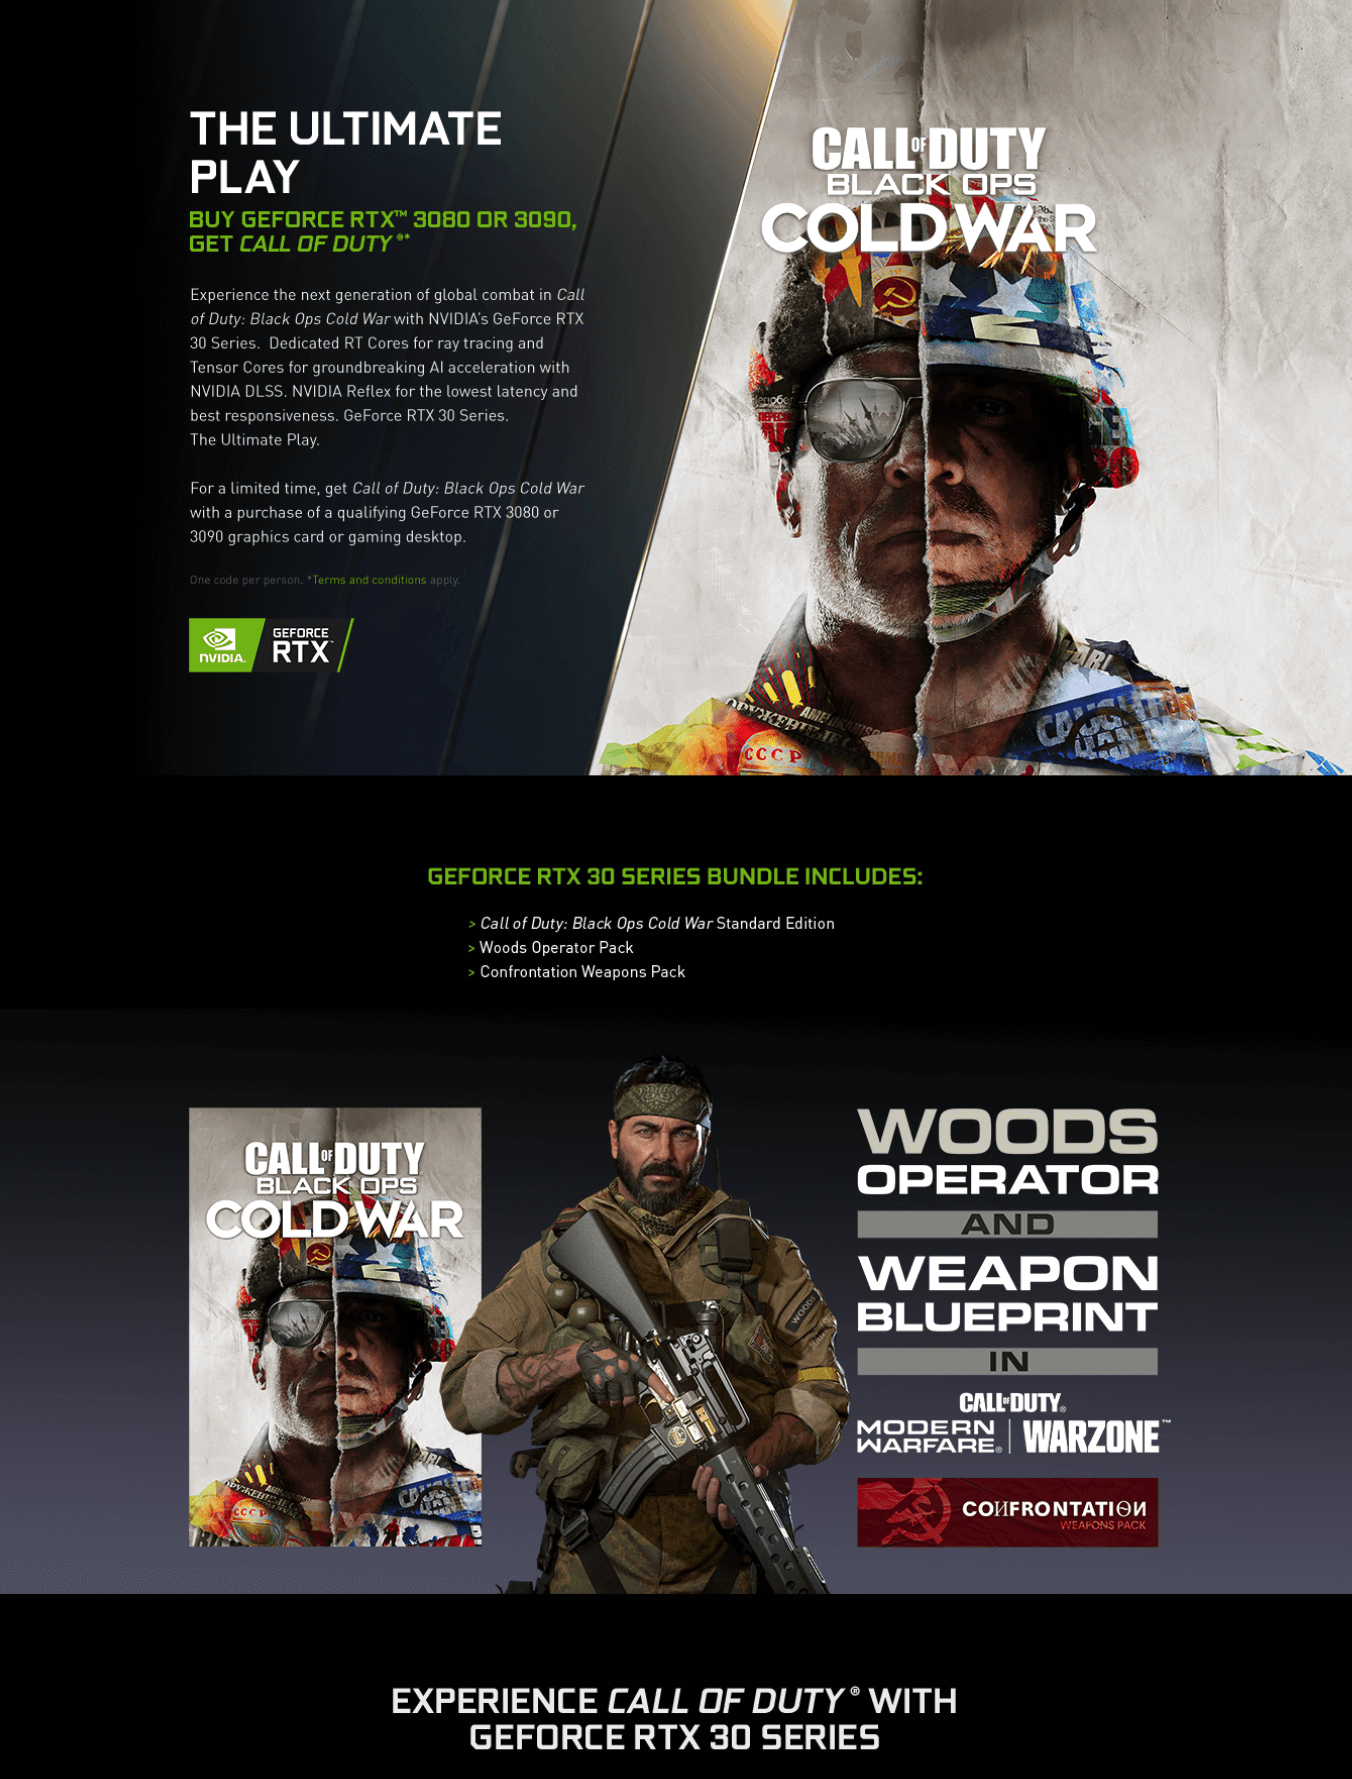 THE ULTIMATE
PLAY
BUY GEFORCE RTX™ 3080 OR 3090,
GET CALL OF DUTY®*
Experience the next generation of global combat in Call
of Duty: Black Ops Cold War with NVIDIA's GeForce RTX
30 Series. Dedicated RT Cores for ray tracing and
Tensor Cores for groundbreaking AI acceleration with
NVIDIA DLSS. NVIDIA Reflex for the lowest latency and
best responsiveness. GeForce RTX 30 Series.
The Ultimate Play.
For a limited time, get Call of Duty: Black Ops Cold War
with a purchase of a qualifying GeForce RTX 3080 or
3090 graphics card or gaming desktop.
One code per person. *Terms and conditions apply.
NVIDIA.
GEFORCE
RTX™
CALL OF DUTY
BLACK OPS
COLD WAR
CCCP
CAUGHT
GEFORCE RTX 30 SERIES BUNDLE INCLUDES:
> Call of Duty: Black Ops Cold War Standard Edition
> Woods Operator Pack
> Confrontation Weapons Pack
CALL OF DUTY
BLACK OPS
COLD WAR
CCCP
WOODS
WOODS
OPERATOR
AND
WEAPON
BLUEPRINT
IN
CALL OF DUTY®
MODERN
WARFARE® | WARZONE™
COИFRONTATIӨИ
WEAPONS PACK
EXPERIENCE CALL OF DUTY® WITH
GEFORCE RTX 30 SERIES